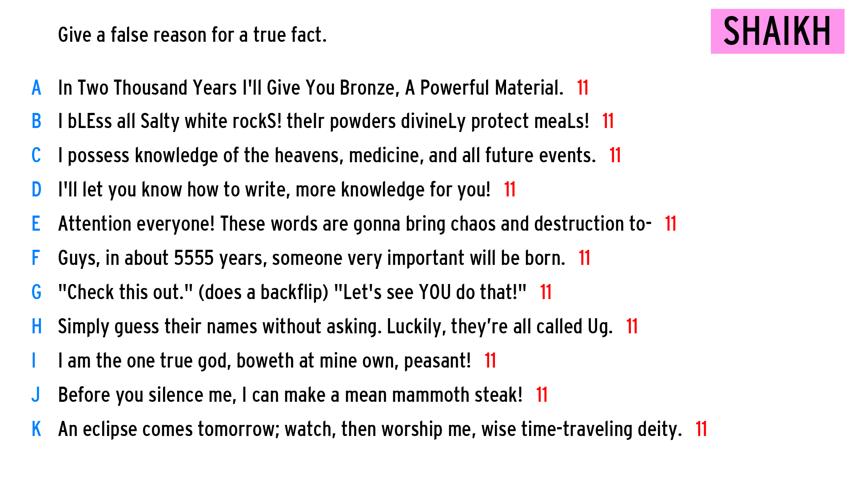 Give a false reason for a true fact.
SHAIKH
A In Two Thousand Years I'll Give You Bronze, A Powerful Material. 11
B I bLEss all Salty white rockS! theIr powders divineLy protect meaLs! 11
C I possess knowledge of the heavens, medicine, and all future events. 11
D I'll let you know how to write, more knowledge for you! 11
E Attention everyone! These words are gonna bring chaos and destruction to- 11
F Guys, in about 5555 years, someone very important will be born. 11
G "Check this out." (does a backflip) "Let's see YOU do that!" 11
H Simply guess their names without asking. Luckily, they’re all called Ug. 11
I I am the one true god, boweth at mine own, peasant! 11
J Before you silence me, I can make a mean mammoth steak! 11
K An eclipse comes tomorrow; watch, then worship me, wise time-traveling deity. 11